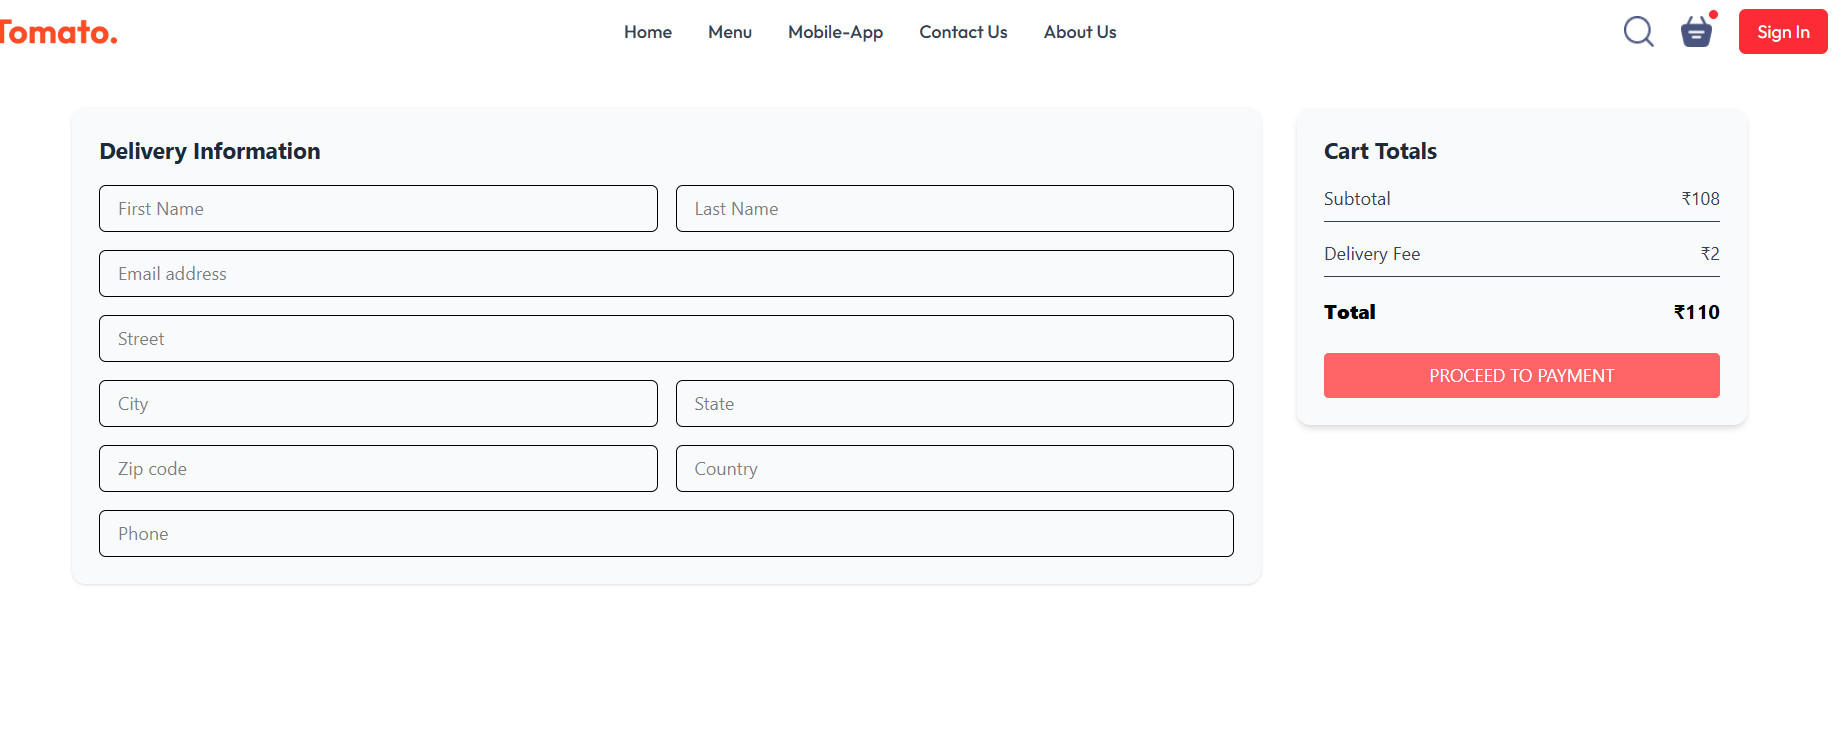 Tomato.
Home Menu Mobile-App Contact Us About Us
Sign In
Delivery Information
First Name Last Name
Email address
Street
City State
Zip code Country
Phone
Cart Totals
Subtotal ₹108
Delivery Fee ₹2
Total ₹110
PROCEED TO PAYMENT